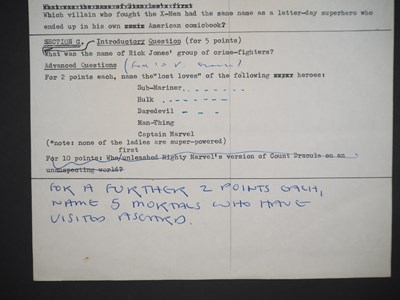 What was the name of
Which villain who fought the X-Men had the same name as a latter-day superhero who
ended up in his own American comicbook?
SECTION G. Introductory Question (for 5 points)
What was the name of Rick Jones' group of crime-fighters?
Advanced Questions
For 2 points each, name the "lost loves" of the following heroes:
Sub-Mariner
Hulk
Daredevil
Man-Thing
Captain Marvel
(*note: none of the ladies are super-powered)
first
For 10 points: Who/unleashed Mighty Marvel's version of Count Dracula on an
unsuspecting world?
FOR A FURTHER 2 POINTS EACH,
NAME 5 MORTALS WHO HAVE
VISITED ASGARD.